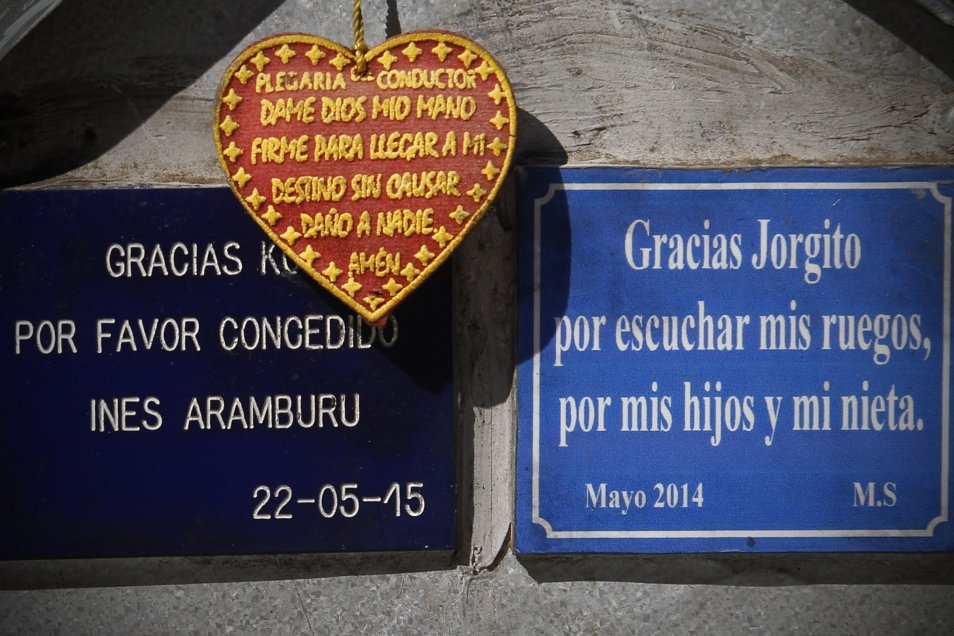 PLEGARIA DEL CONDUCTOR
DAME DIOS MIO MANO
FIRME PARA LLEGAR A MI
DESTINO SIN CAUSAR
DAÑO A NADIE.
AMÉN
GRACIAS
POR FAVOR CONCEDIDO
INES ARAMBURU
22-05-15
Gracias Jorgito
por escuchar mis ruegos,
por mis hijos y mi nieta.
Mayo 2014 M.S